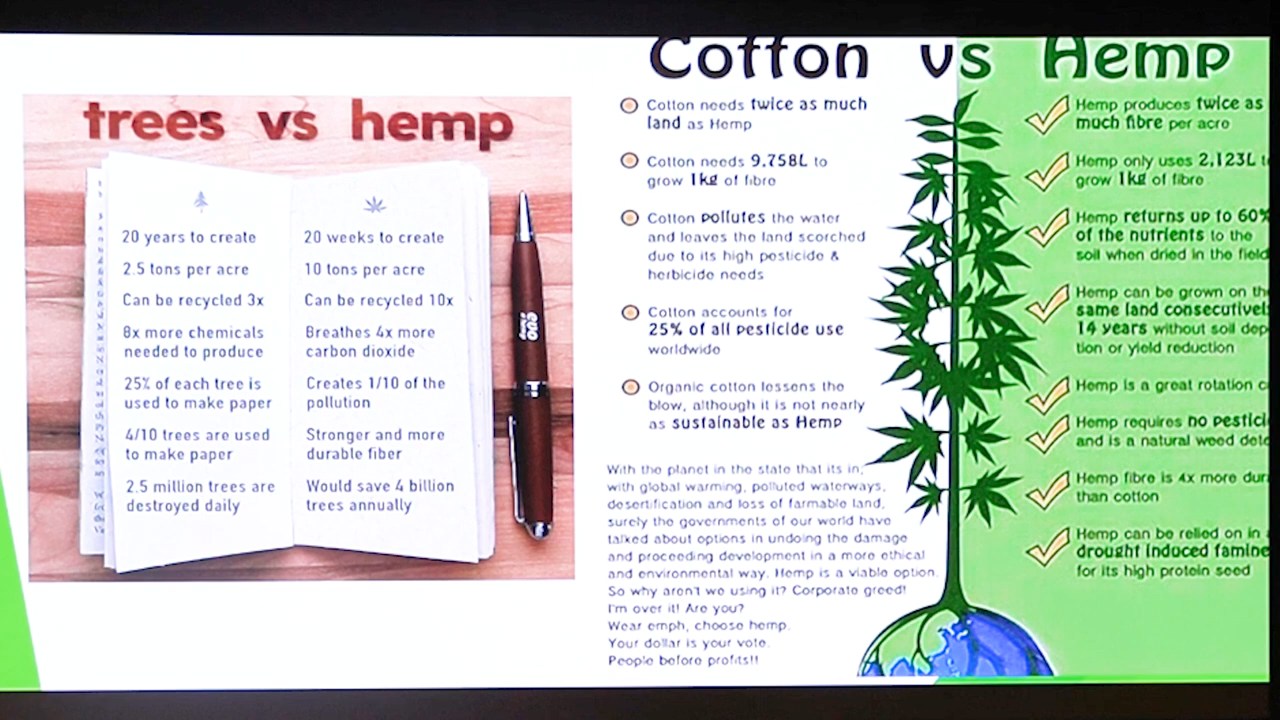 trees vs hemp
20 years to create
2.5 tons per acre
Can be recycled 3x
8x more chemicals
needed to produce
25% of each tree is
used to make paper
4/10 trees are used
to make paper
2.5 million trees are
destroyed daily
20 weeks to create
10 tons per acre
Can be recycled 10x
Breathes 4x more
carbon dioxide
Creates 1/10 of the
pollution
Stronger and more
durable fiber
Would save 4 billion
trees annually
Cotton vs Hemp
Cotton needs twice as much
land as Hemp
Cotton needs 9,758L to
grow 1kg of fibre
Cotton pollutes the water
and leaves the land scorched
due to its high pesticide &
herbicide needs
Cotton accounts for
25% of all pesticide use
worldwide
Organic cotton lessens the
blow, although it is not nearly
as sustainable as Hemp
With the planet in the state that its in,
with global warming, polluted waterways,
desertification and loss of farmable land,
surely the governments of our world have
talked about options in undoing the damage
and proceeding development in a more ethical
and environmental way. Hemp is a viable option.
So why aren't we using it? Corporate greed!
I'm over it! Are you?
Wear emph, choose hemp.
Your dollar is your vote.
People before profits!!
Hemp produces twice as
much fibre per acre
Hemp only uses 2,123L
grow 1kg of fibre
Hemp returns up to 60%
of the nutrients to the
soil when dried in the field
Hemp can be grown on
same land
14 years without soil
tion or yield reduction
Hemp is a great rotation
Hemp requires no
and is a natural weed
Hemp fibre is 4x more
than cotton
Hemp can be relied on in
drought induced famine
for its high protein seed